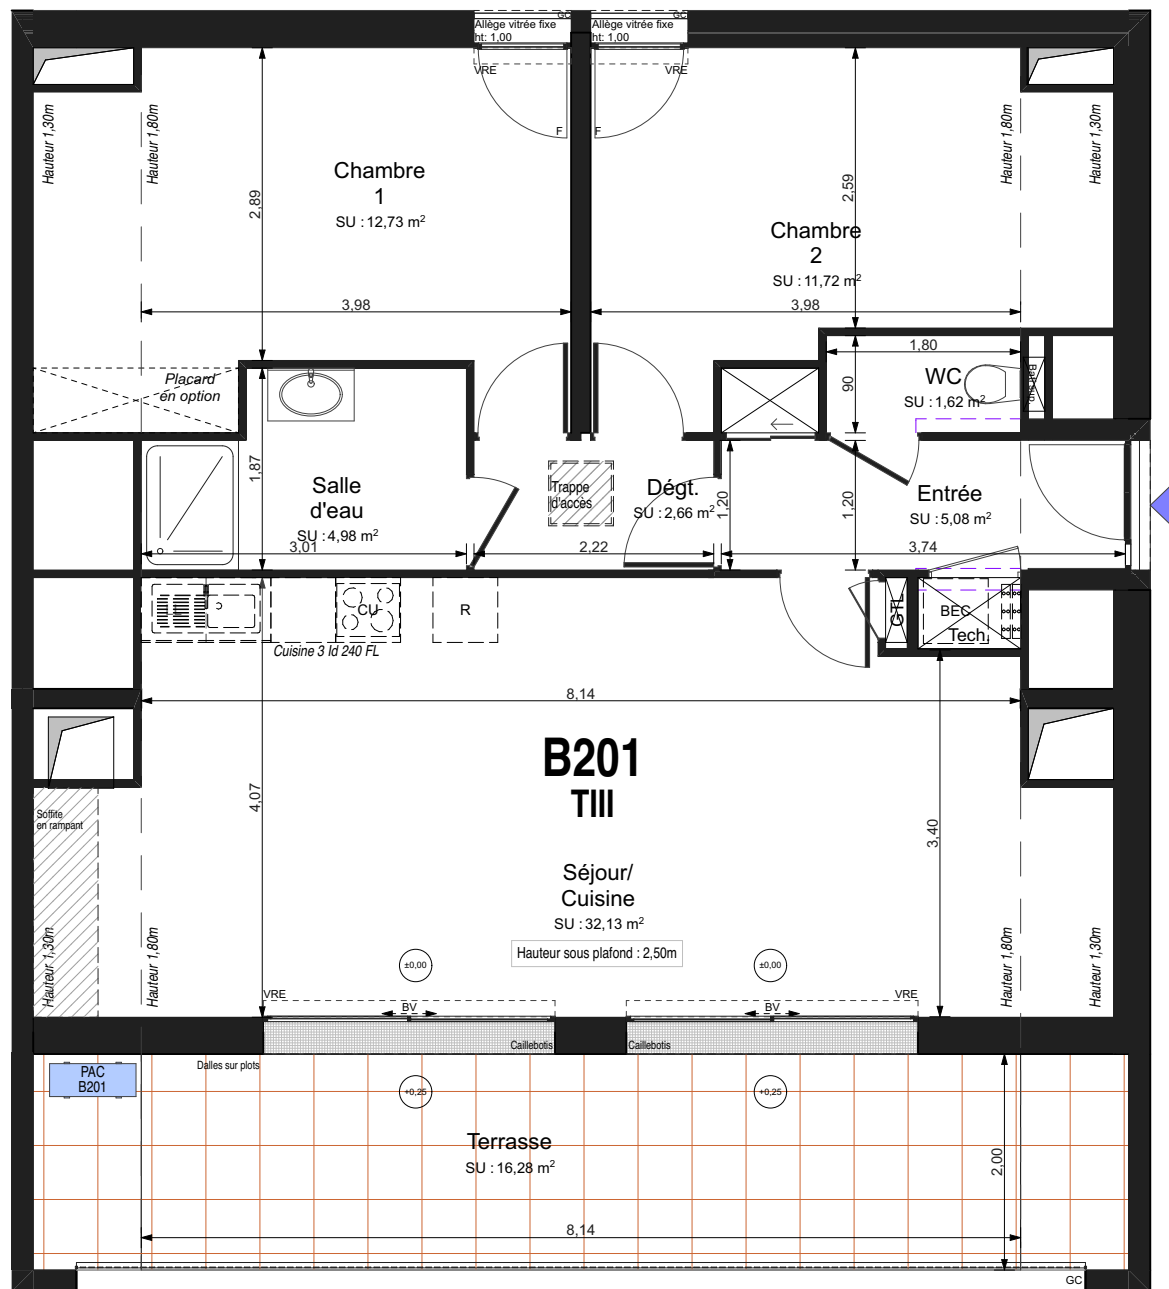 GC
GC
Allège vitrée fixe
ht: 1,00
Allège vitrée fixe
ht: 1,00
VRE
VRE
F
F
Hauteur 1,30m
Hauteur 1,80m
Hauteur 1,80m
Hauteur 1,30m
Chambre
1
SU : 12,73 m²
2,89
3,98
Chambre
2
SU : 11,72 m²
2,59
3,98
Placard
en option
1,80
WC
SU : 1,62 m²
90
1,87
Salle
d'eau
SU : 4,98 m²
3,01
Trappe
d'accès
Dégt.
SU : 2,66 m²
2,22
1,20
1,20
Entrée
SU : 5,08 m²
3,74
CU
R
Cuisine 3 ld 240 FL
GTL
BEC
Tech.
8,14
B201
TIII
4,07
3,40
Soffite
en rampant
Séjour/
Cuisine
SU : 32,13 m²
Hauteur sous plafond : 2,50m
Hauteur 1,30m
Hauteur 1,80m
Hauteur 1,80m
Hauteur 1,30m
±0,00
±0,00
VRE
BV
BV
VRE
Caillebotis
Caillebotis
Dalles sur plots
PAC
B201
+0,25
+0,25
Terrasse
SU : 16,28 m²
2,00
8,14
GC